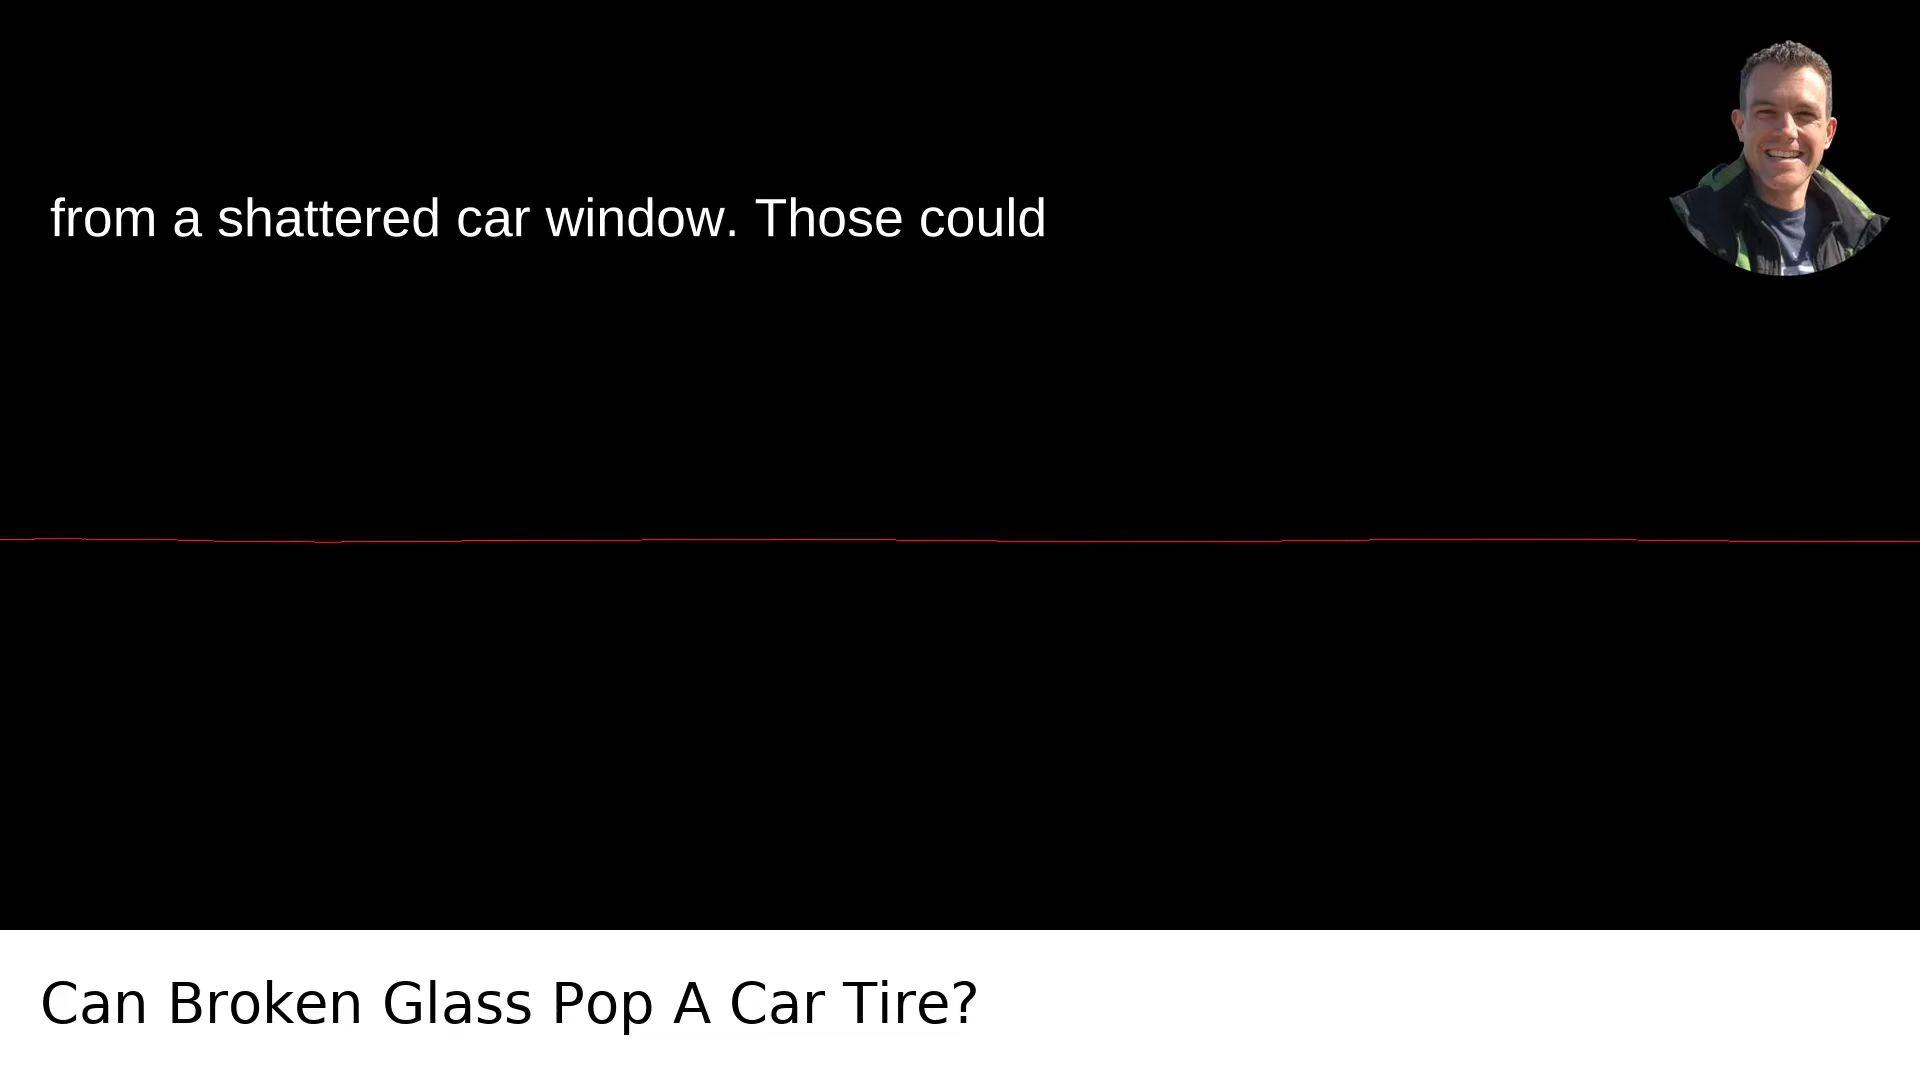 from a shattered car window. Those could
Can Broken Glass Pop A Car Tire?